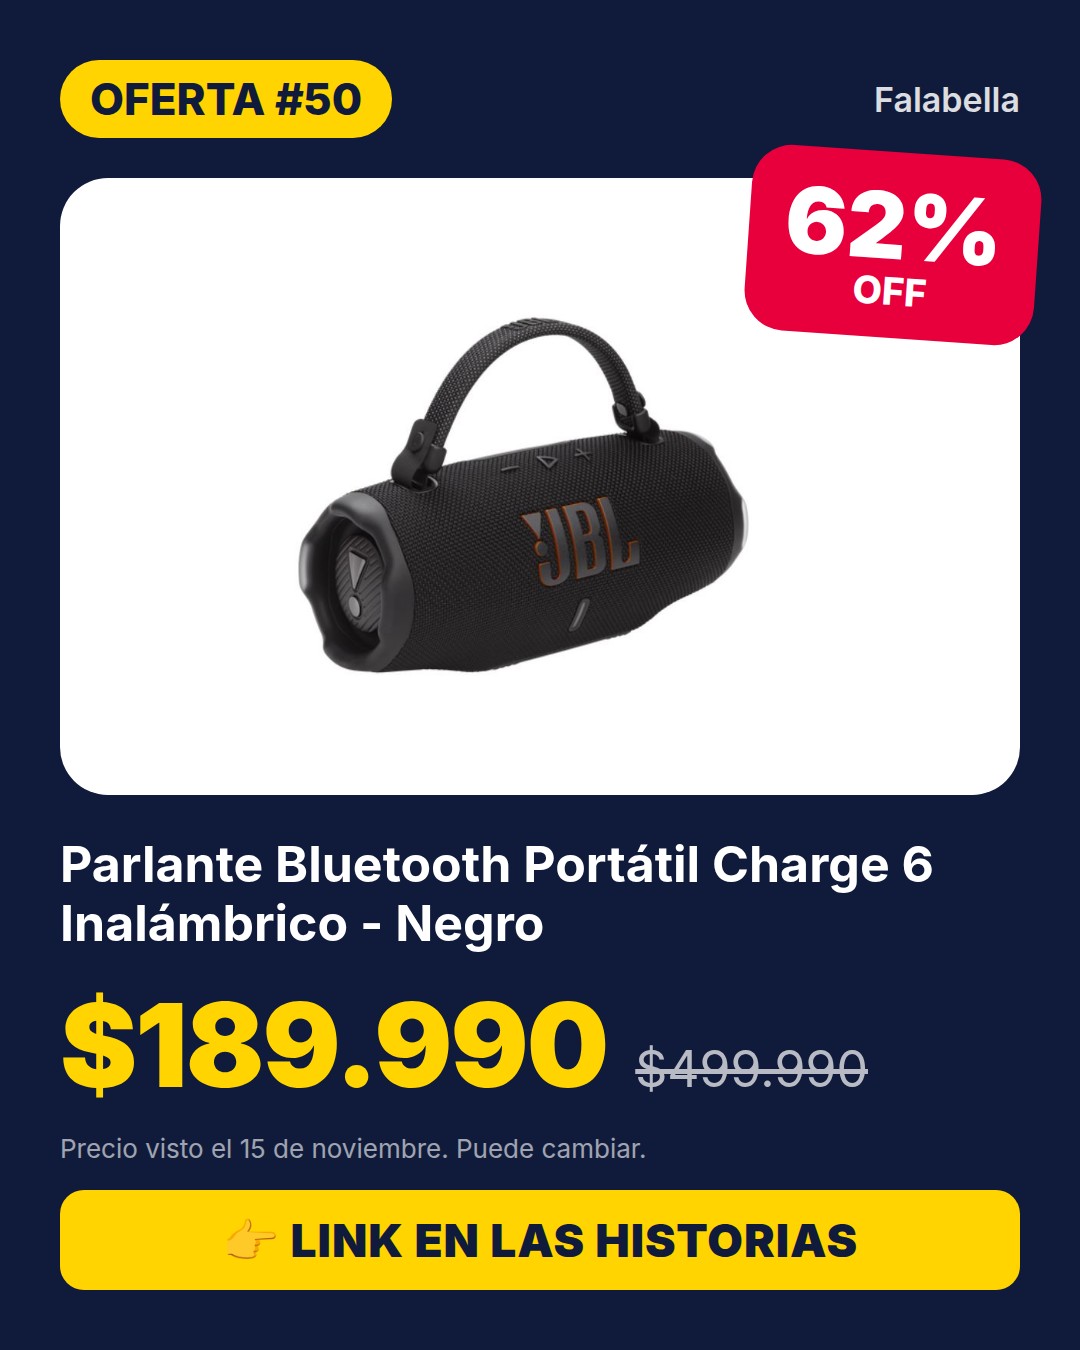 OFERTA #50
Falabella
62%
OFF
JBL
Parlante Bluetooth Portátil Charge 6
Inalámbrico - Negro
$189.990 $499.990
Precio visto el 15 de noviembre. Puede cambiar.
👉 LINK EN LAS HISTORIAS